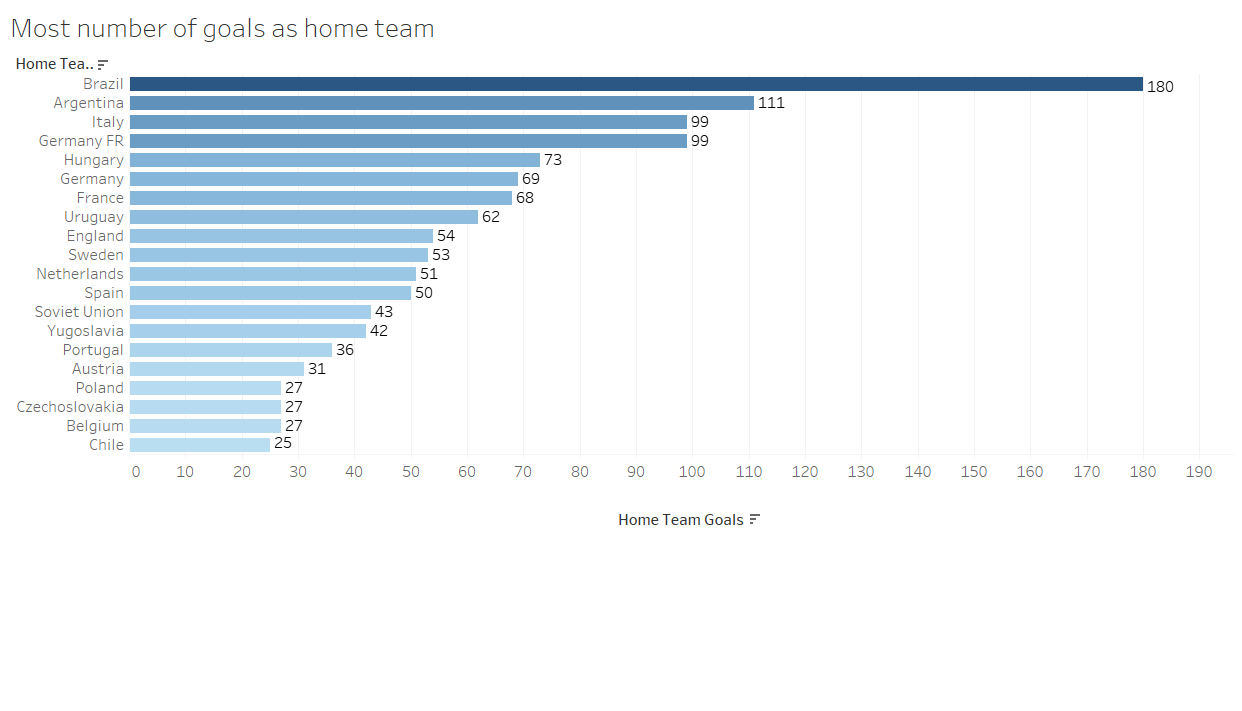 Most number of goals as home team
Home Tea..
Brazil 180
Argentina 111
Italy 99
Germany FR 99
Hungary 73
Germany 69
France 68
Uruguay 62
England 54
Sweden 53
Netherlands 51
Spain 50
Soviet Union 43
Yugoslavia 42
Portugal 36
Austria 31
Poland 27
Czechoslovakia 27
Belgium 27
Chile 25
0 10 20 30 40 50 60 70 80 90 100 110 120 130 140 150 160 170 180 190
Home Team Goals